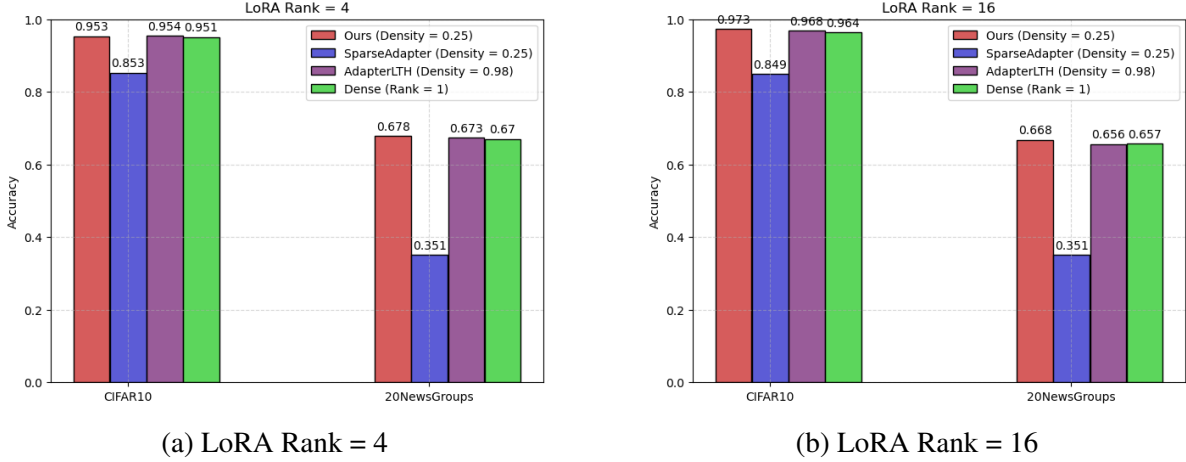 LoRA Rank = 4
Accuracy
1.0
0.8
0.6
0.4
0.2
0.0
0.953
0.853
0.954
0.951
0.678
0.351
0.673
0.67
Ours (Density = 0.25)
SparseAdapter (Density = 0.25)
AdapterLTH (Density = 0.98)
Dense (Rank = 1)
CIFAR10
20NewsGroups
(a) LoRA Rank = 4
LoRA Rank = 16
Accuracy
1.0
0.8
0.6
0.4
0.2
0.0
0.973
0.849
0.968
0.964
0.668
0.351
0.656
0.657
Ours (Density = 0.25)
SparseAdapter (Density = 0.25)
AdapterLTH (Density = 0.98)
Dense (Rank = 1)
CIFAR10
20NewsGroups
(b) LoRA Rank = 16